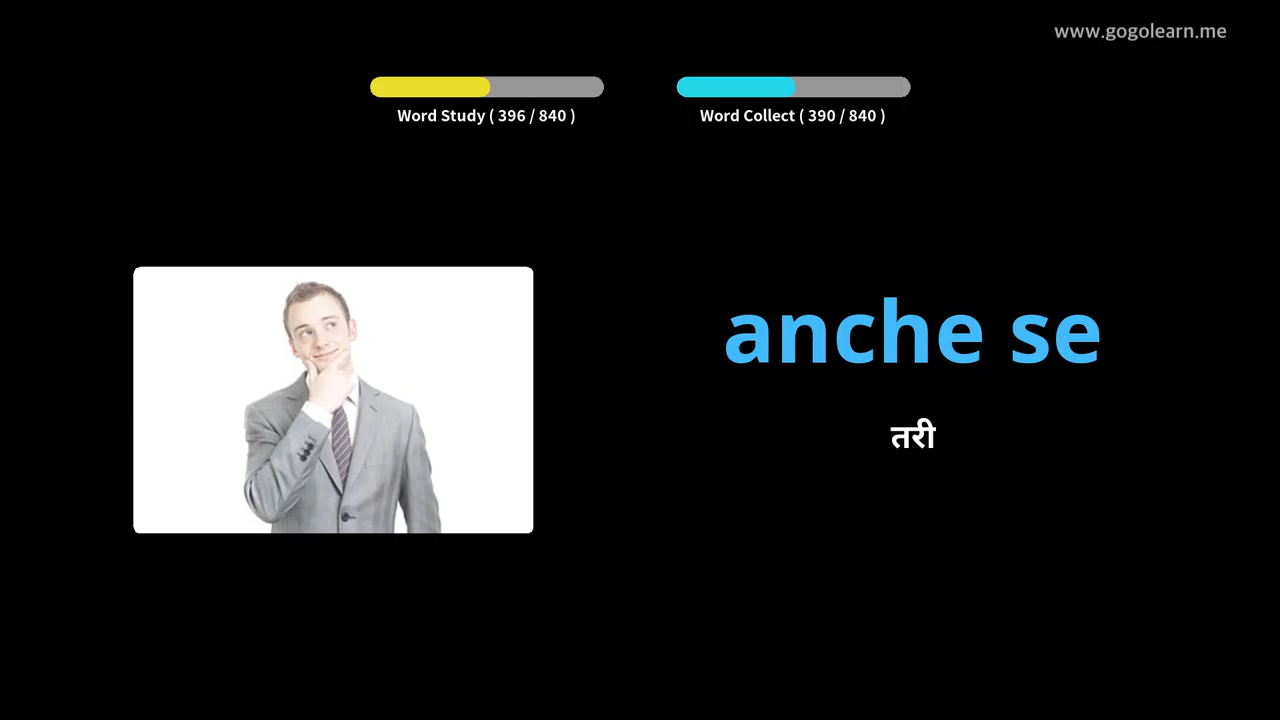 www.gogolearn.me
Word Study ( 396 / 840 )
Word Collect ( 390 / 840 )
anche se
तरी